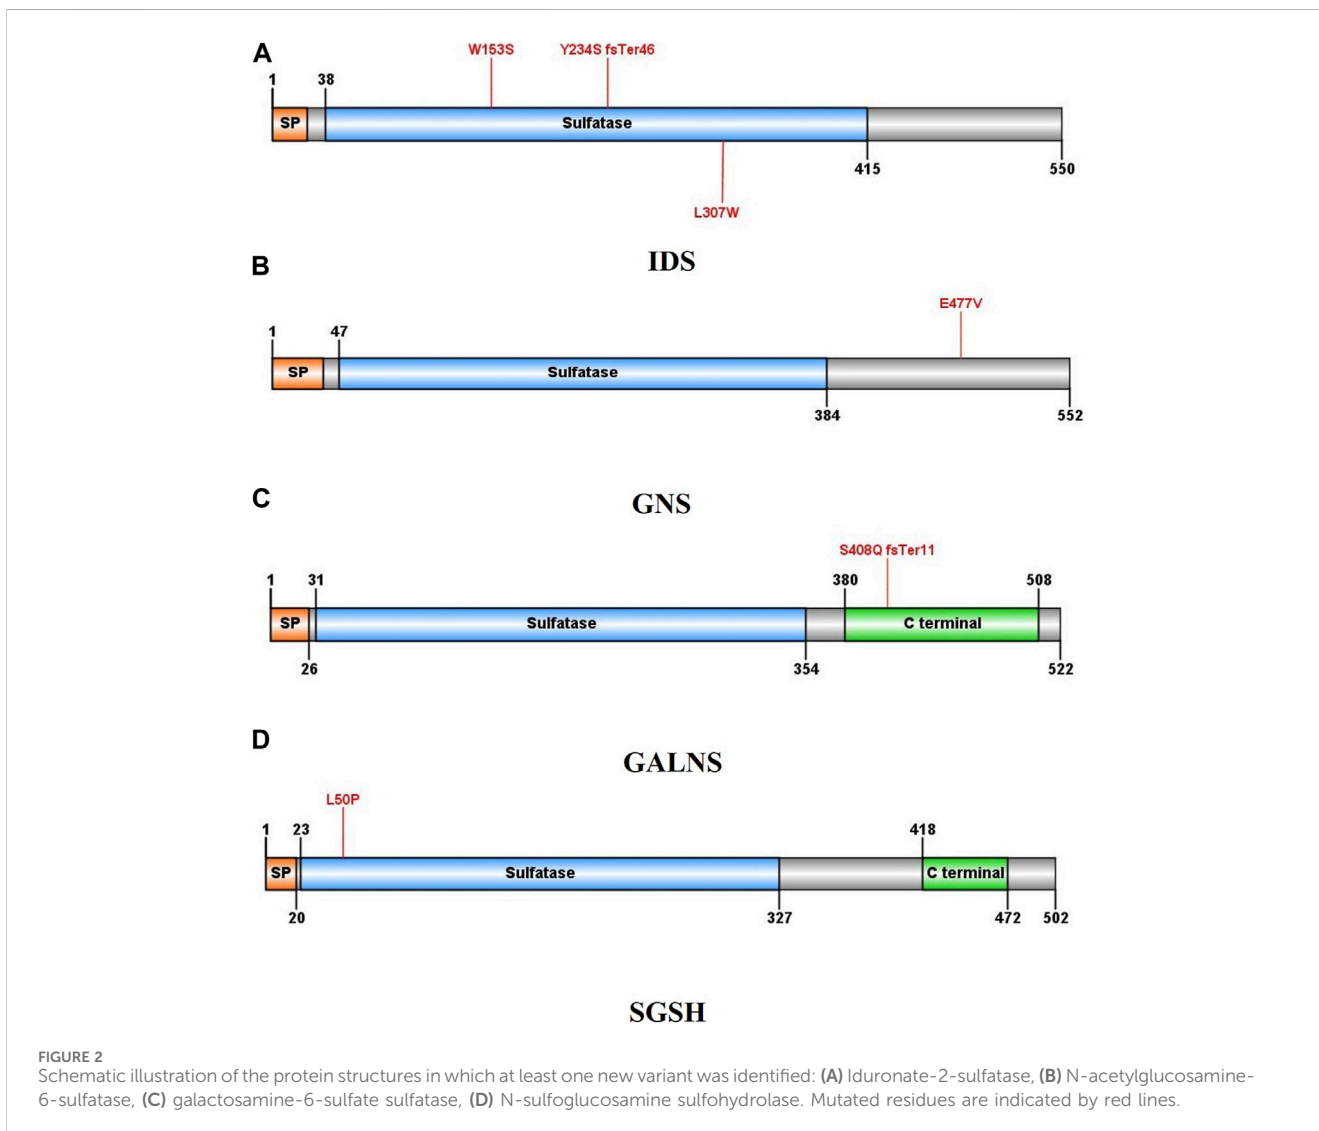 A
W153S
Y234S fsTer46
1
38
SP
Sulfatase
415
550
L307W
IDS
B
E477V
1
47
SP
Sulfatase
384
552
GNS
C
S408Q fsTer11
1
31
380
508
SP
Sulfatase
C terminal
26
354
522
GALNS
D
L50P
1
23
418
SP
Sulfatase
C terminal
20
327
472
502
SGSH
FIGURE 2
Schematic illustration of the protein structures in which at least one new variant was identified: (A) Iduronate-2-sulfatase, (B) N-acetylglucosamine-
6-sulfatase, (C) galactosamine-6-sulfate sulfatase, (D) N-sulfoglucosamine sulfohydrolase. Mutated residues are indicated by red lines.